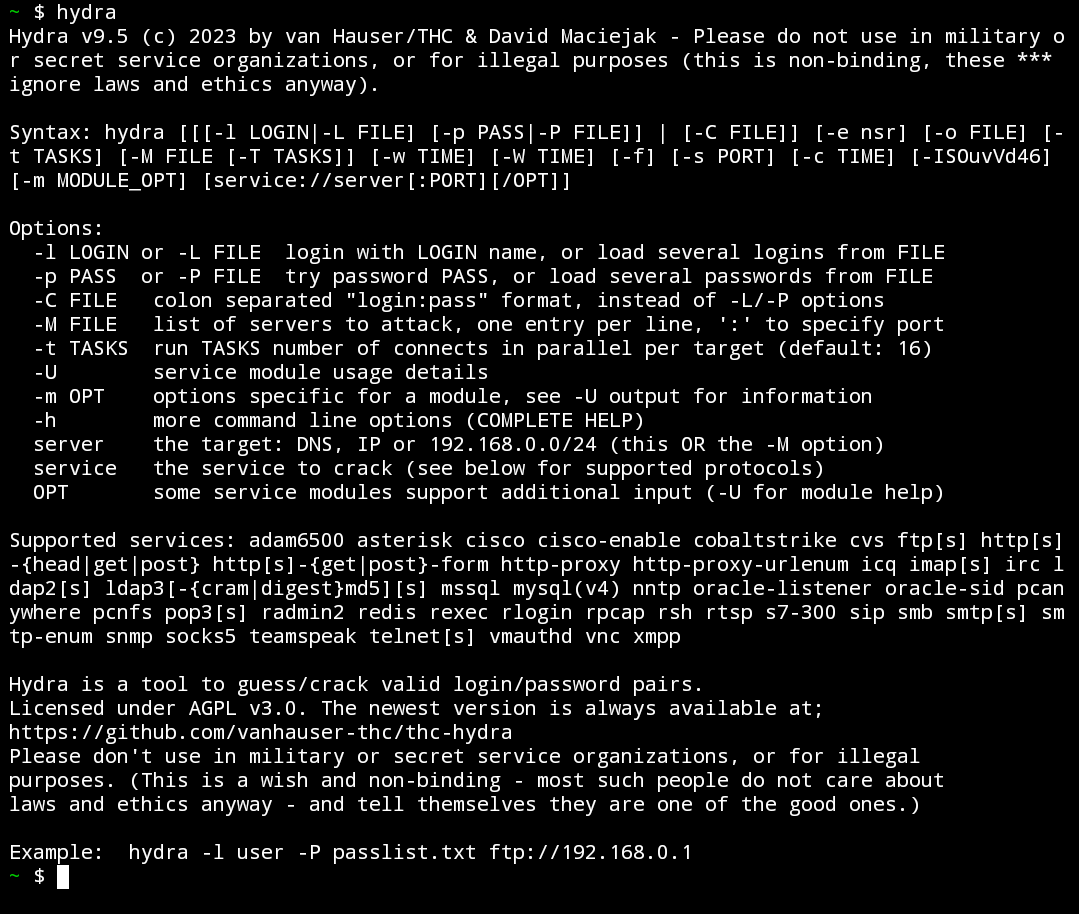 ~ $ hydra
Hydra v9.5 (c) 2023 by van Hauser/THC & David Maciejak - Please do not use in military o
r secret service organizations, or for illegal purposes (this is non-binding, these ***
ignore laws and ethics anyway).

Syntax: hydra [[[-l LOGIN|-L FILE] [-p PASS|-P FILE]] | [-C FILE]] [-e nsr] [-o FILE] [-
t TASKS] [-M FILE [-T TASKS]] [-w TIME] [-W TIME] [-f] [-s PORT] [-c TIME] [-ISOuvVd46]
[-m MODULE_OPT] [service://server[:PORT][/OPT]]

Options:
  -l LOGIN or -L FILE  login with LOGIN name, or load several logins from FILE
  -p PASS  or -P FILE  try password PASS, or load several passwords from FILE
  -C FILE   colon separated "login:pass" format, instead of -L/-P options
  -M FILE   list of servers to attack, one entry per line, ':' to specify port
  -t TASKS  run TASKS number of connects in parallel per target (default: 16)
  -U        service module usage details
  -m OPT    options specific for a module, see -U output for information
  -h        more command line options (COMPLETE HELP)
  server    the target: DNS, IP or 192.168.0.0/24 (this OR the -M option)
  service   the service to crack (see below for supported protocols)
  OPT       some service modules support additional input (-U for module help)

Supported services: adam6500 asterisk cisco cisco-enable cobaltstrike cvs ftp[s] http[s]
-{head|get|post} http[s]-{get|post}-form http-proxy http-proxy-urlenum icq imap[s] irc l
dap2[s] ldap3[-{cram|digest}md5][s] mssql mysql(v4) nntp oracle-listener oracle-sid pcan
ywhere pcnfs pop3[s] radmin2 redis rexec rlogin rpcap rsh rtsp s7-300 sip smb smtp[s] sm
tp-enum snmp socks5 teamspeak telnet[s] vmauthd vnc xmpp

Hydra is a tool to guess/crack valid login/password pairs.
Licensed under AGPL v3.0. The newest version is always available at;
https://github.com/vanhauser-thc/thc-hydra
Please don't use in military or secret service organizations, or for illegal
purposes. (This is a wish and non-binding - most such people do not care about
laws and ethics anyway - and tell themselves they are one of the good ones.)

Example:  hydra -l user -P passlist.txt ftp://192.168.0.1
~ $